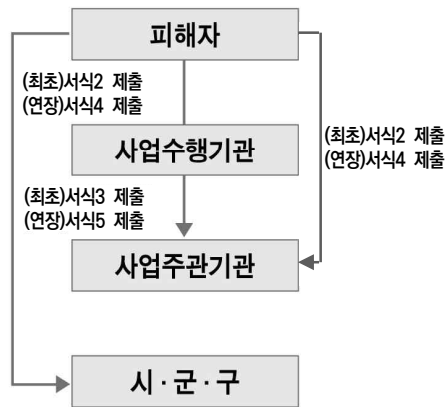 피해자
(최초)서식2 제출
(연장)서식4 제출
사업수행기관
(최초)서식2 제출
(연장)서식4 제출
(최초)서식3 제출
(연장)서식5 제출
사업주관기관
시·군·구